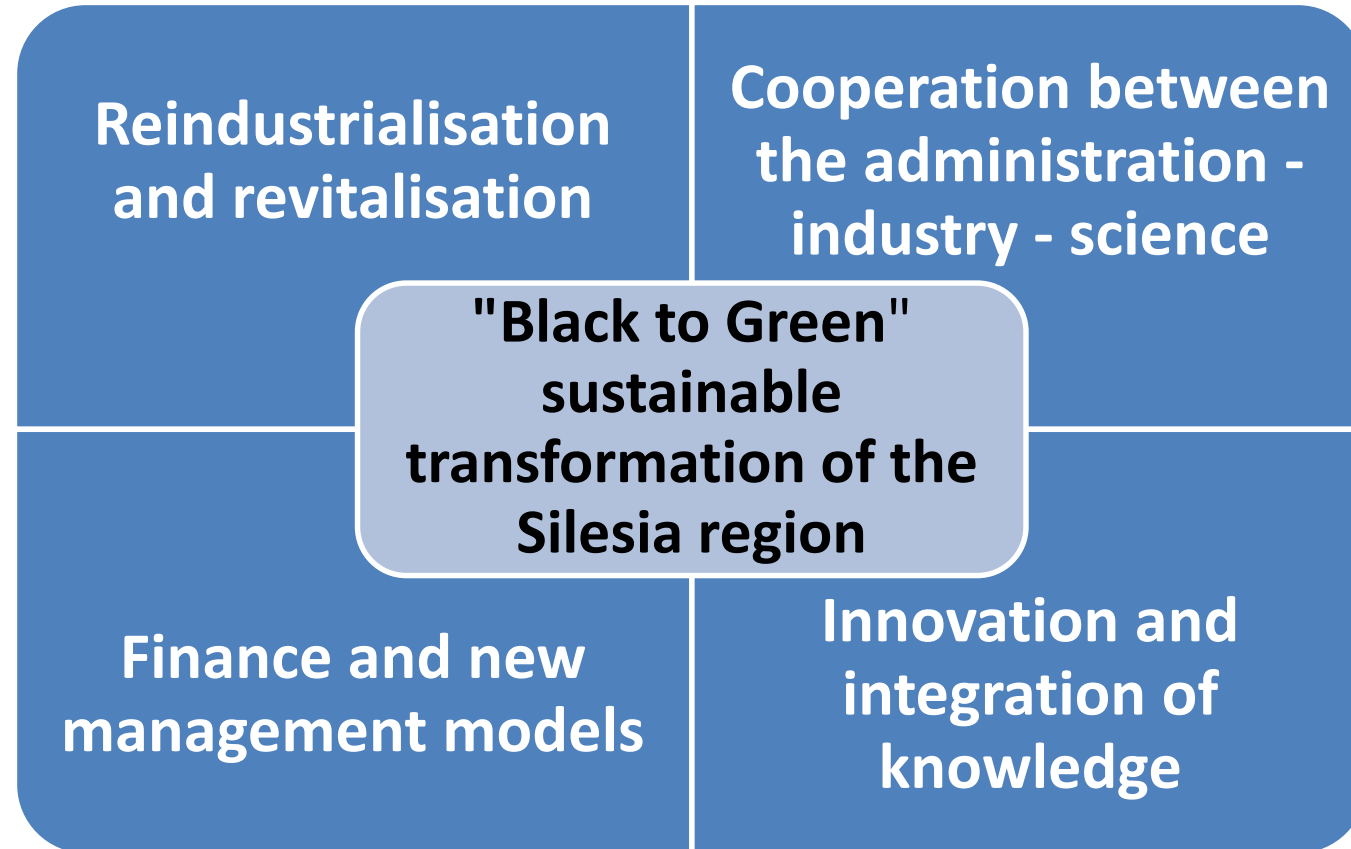 Reindustrialisation
and revitalisation
Cooperation between
the administration -
industry - science
"Black to Green"
sustainable
transformation of the
Silesia region
Finance and new
management models
Innovation and
integration of
knowledge